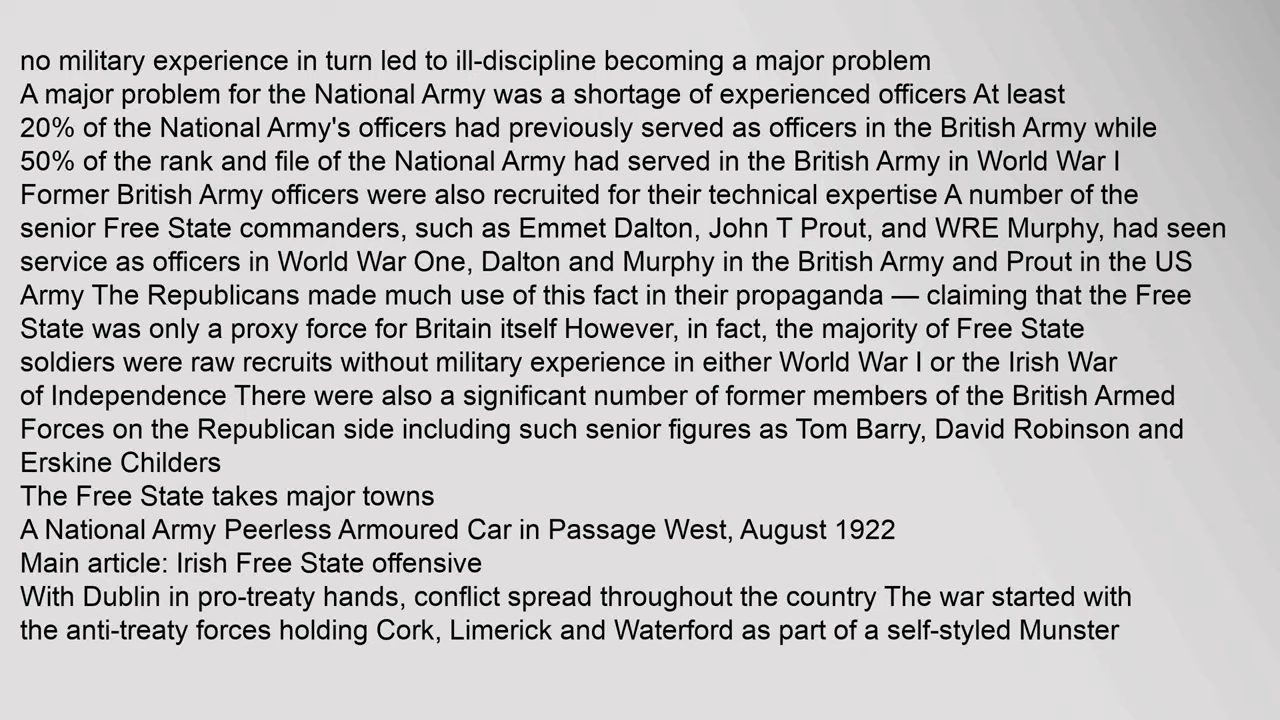 no military experience in turn led to ill-discipline becoming a major problem
A major problem for the National Army was a shortage of experienced officers At least
20% of the National Army's officers had previously served as officers in the British Army while
50% of the rank and file of the National Army had served in the British Army in World War I
Former British Army officers were also recruited for their technical expertise A number of the
senior Free State commanders, such as Emmet Dalton, John T Prout, and WRE Murphy, had seen
service as officers in World War One, Dalton and Murphy in the British Army and Prout in the US
Army The Republicans made much use of this fact in their propaganda — claiming that the Free
State was only a proxy force for Britain itself However, in fact, the majority of Free State
soldiers were raw recruits without military experience in either World War I or the Irish War
of Independence There were also a significant number of former members of the British Armed
Forces on the Republican side including such senior figures as Tom Barry, David Robinson and
Erskine Childers
The Free State takes major towns
A National Army Peerless Armoured Car in Passage West, August 1922
Main article: Irish Free State offensive
With Dublin in pro-treaty hands, conflict spread throughout the country The war started with
the anti-treaty forces holding Cork, Limerick and Waterford as part of a self-styled Munster